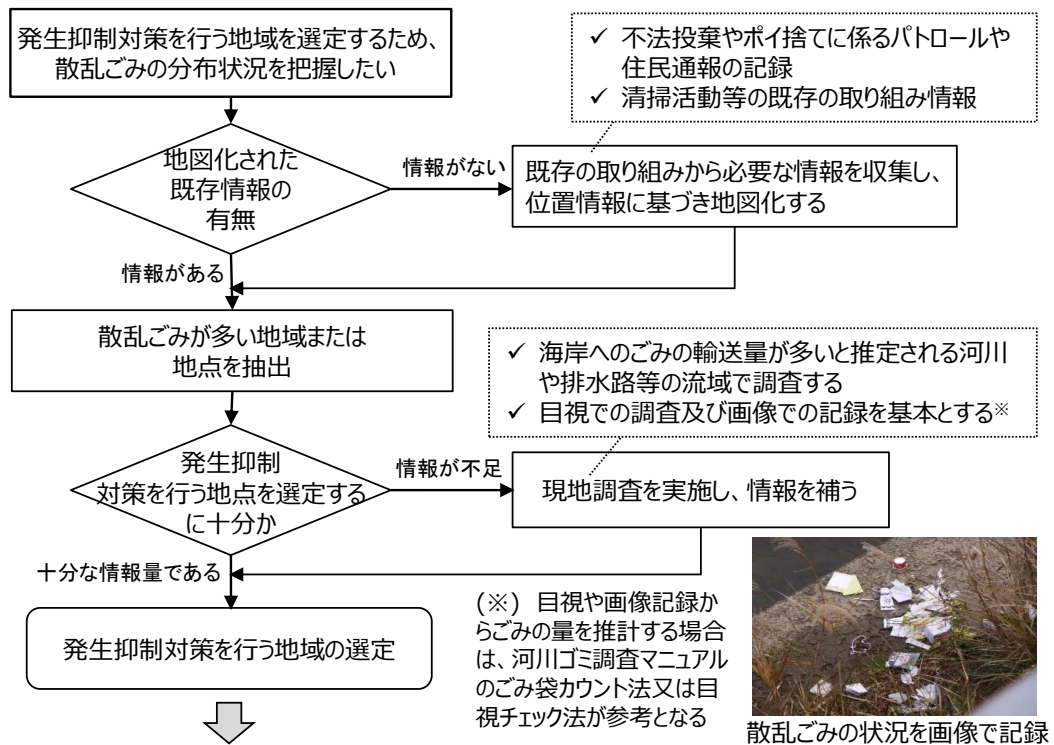 発生抑制対策を行う地域を選定するため、
散乱ごみの分布状況を把握したい
✓ 不法投棄やポイ捨てに係るパトロールや
住民通報の記録
✓ 清掃活動等の既存の取り組み情報
地図化された
既存情報の
有無
情報がない
既存の取り組みから必要な情報を収集し、
位置情報に基づき地図化する
情報がある
散乱ごみが多い地域または
地点を抽出
✓ 海岸へのごみの輸送量が多いと推定される河川
や排水路等の流域で調査する
✓ 目視での調査及び画像での記録を基本とする※
発生抑制
対策を行う地点を選定する
に十分か
情報が不足
現地調査を実施し、情報を補う
十分な情報量である
発生抑制対策を行う地域の選定
(※) 目視や画像記録か
らごみの量を推計する場合
は、河川ゴミ調査マニュアル
のごみ袋カウント法又は目
視チェック法が参考となる
散乱ごみの状況を画像で記録